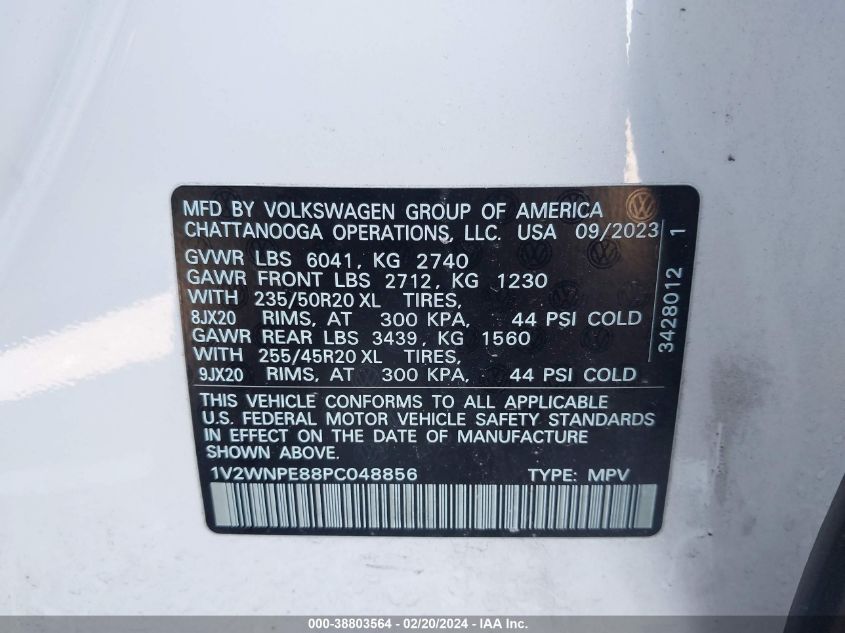 MFD BY VOLKSWAGEN GROUP OF AMERICA
CHATTANOOGA OPERATIONS, LLC. USA 09/2023
GVWR LBS 6041, KG 2740
GAWR FRONT LBS 2712, KG 1230
WITH 235/50R20 XL TIRES,
8JX20 RIMS, AT 300 KPA, 44 PSI COLD
GAWR REAR LBS 3439, KG 1560
WITH 255/45R20 XL TIRES,
9JX20 RIMS, AT 300 KPA, 44 PSI COLD
3428012 1
THIS VEHICLE CONFORMS TO ALL APPLICABLE
U.S. FEDERAL MOTOR VEHICLE SAFETY STANDARDS
IN EFFECT ON THE DATE OF MANUFACTURE
SHOWN ABOVE.
1V2WNPE88PC048856 TYPE: MPV
000-38803564 - 02/20/2024 - IAA Inc.